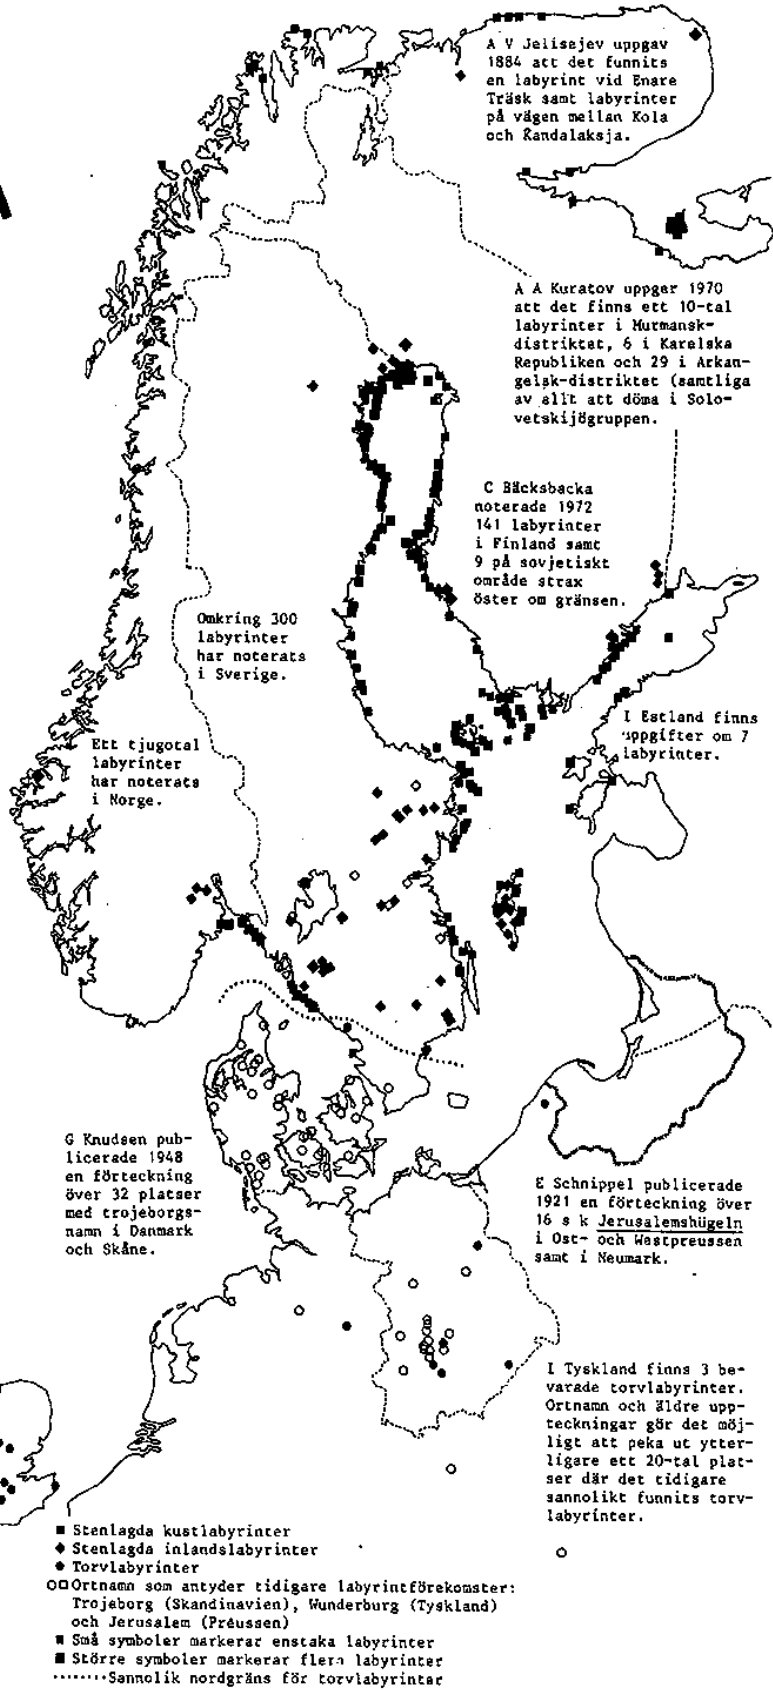 A V Jelisejev uppgav
1884 att det funnits
en labyrint vid Enare
Träsk samt labyrinter
på vägen mellan Kola
och Kandalaksja.
A A Kuratov uppger 1970
att det finns ett 10-tal
labyrinter i Murmansk-
distriktet, 6 i Karelska
Republiken och 29 i Arkan-
gelsk-distriktet (samtliga
av allt att döma i Solo-
vetskijögruppen.
C Bäcksbacka
noterade 1972
141 labyrinter
i Finland samt
9 på sovjetiskt
område strax
öster om gränsen.
Omkring 300
labyrinter
har noterats
i Sverige.
I Estland finns
uppgifter om 7
labyrinter.
Ett tjugotal
labyrinter
har noterats
i Norge.
G Knudsen pub-
licerade 1948
en förteckning
över 32 platser
med trojeborgs-
namn i Danmark
och Skåne.
E Schnippel publicerade
1921 en förteckning över
16 s k Jerusalemshügeln
i Ost- och Westpreussen
samt i Neumark.
I Tyskland finns 3 be-
varade torvlabyrinter.
Ortnamn och äldre upp-
teckningar gör det möj-
ligt att peka ut ytter-
ligare ett 20-tal plat-
ser där det tidigare
sannolikt funnits torv-
labyrinter.
Stenlagda kustlabyrinter
Stenlagda inlandslabyrinter
Torvlabyrinter
Ortnamn som antyder tidigare labyrintförekomster:
Trojeborg (Skandinavien), Wunderburg (Tyskland)
och Jerusalem (Preussen)
Små symboler markerar enstaka labyrinter
Större symboler markerar flera labyrinter
Sannolik nordgräns för torvlabyrinter